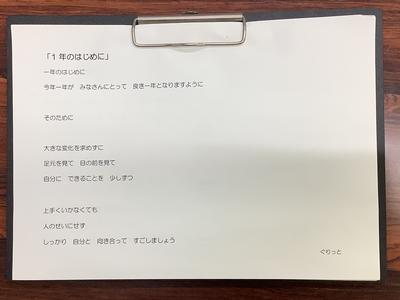 「１年のはじめに」
一年のはじめに
今年一年が　みなさんにとって　良き一年となりますように
そのために
大きな変化を求めずに
足元を見て　目の前を見て
自分に　できることを　少しずつ
上手くいかなくても
人のせいにせず
しっかり　自分と　向き合って　すごしましょう
ぐりっと